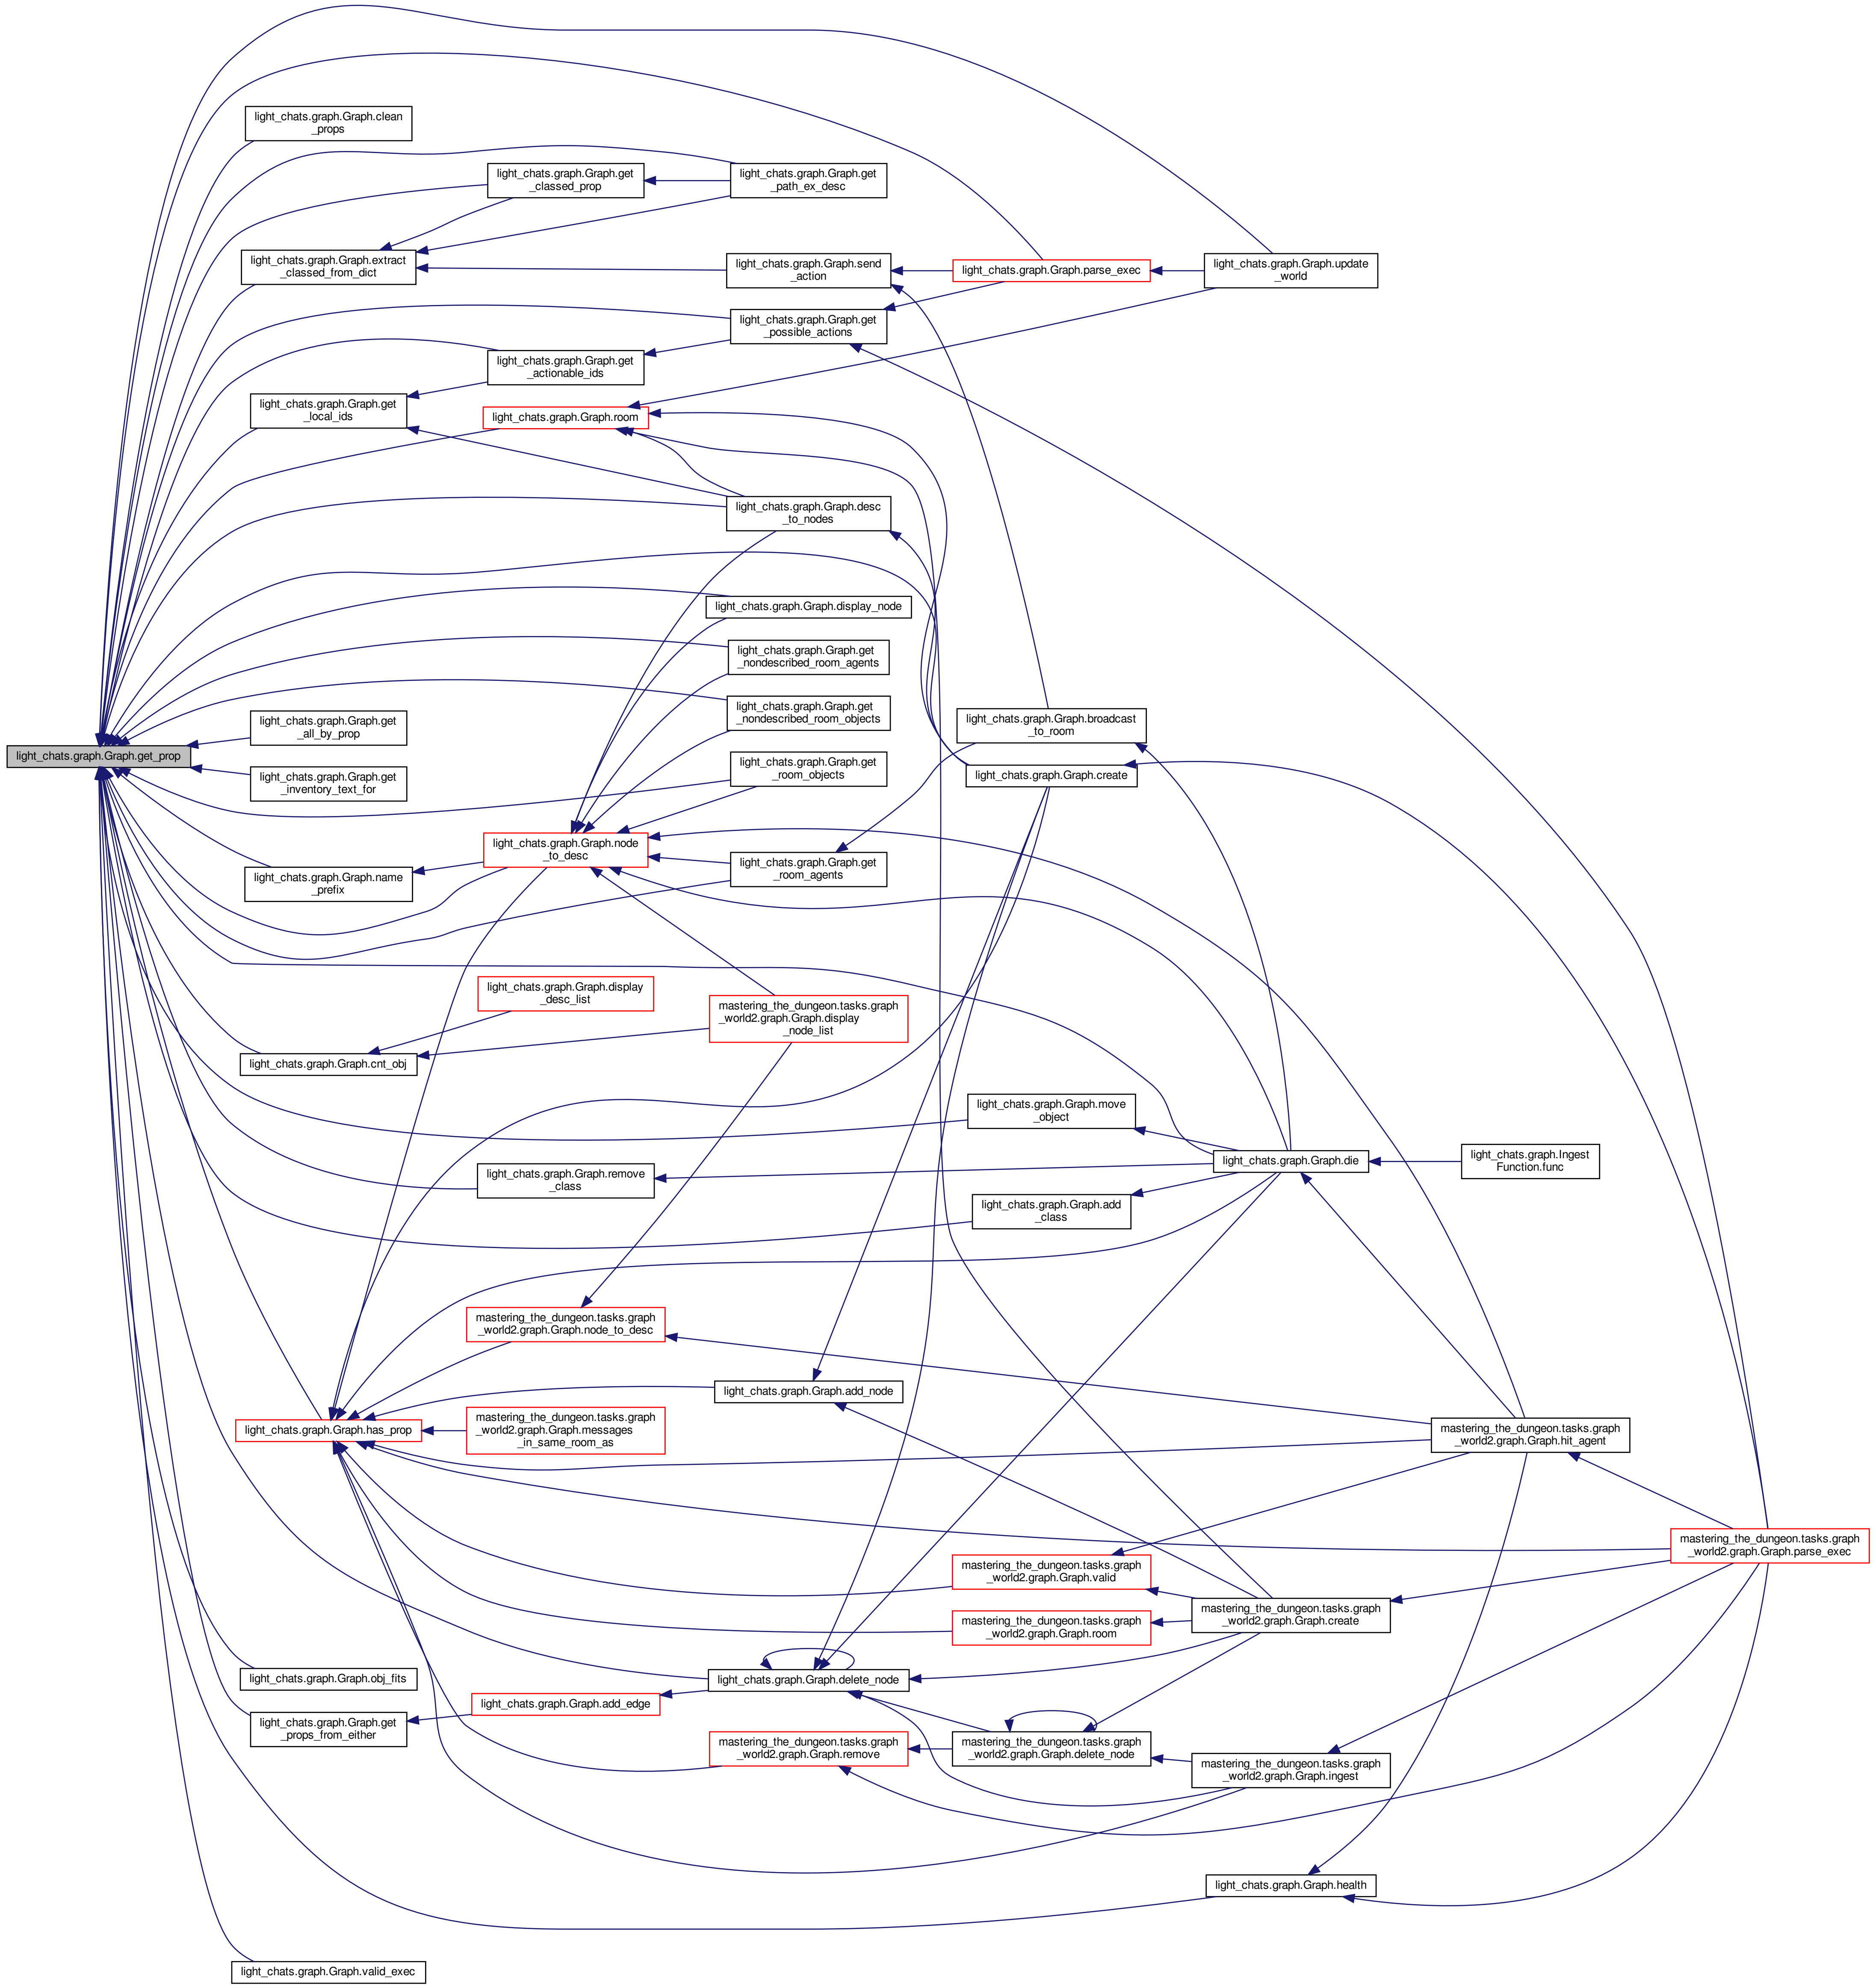 light_chats.graph.Graph.clean
_props
light_chats.graph.Graph.get
_classed_prop
light_chats.graph.Graph.get
_path_ex_desc
light_chats.graph.Graph.extract
_classed_from_dict
light_chats.graph.Graph.send
_action
light_chats.graph.Graph.parse_exec
light_chats.graph.Graph.update
_world
light_chats.graph.Graph.get
_possible_actions
light_chats.graph.Graph.get
_actionable_ids
light_chats.graph.Graph.get
_local_ids
light_chats.graph.Graph.room
light_chats.graph.Graph.desc
_to_nodes
light_chats.graph.Graph.display_node
light_chats.graph.Graph.get
_nondescribed_room_agents
light_chats.graph.Graph.get
_nondescribed_room_objects
light_chats.graph.Graph.get
_all_by_prop
light_chats.graph.Graph.broadcast
_to_room
light_chats.graph.Graph.get_prop
light_chats.graph.Graph.get
_inventory_text_for
light_chats.graph.Graph.get
_room_objects
light_chats.graph.Graph.create
light_chats.graph.Graph.node
_to_desc
light_chats.graph.Graph.get
_room_agents
light_chats.graph.Graph.name
_prefix
light_chats.graph.Graph.display
_desc_list
mastering_the_dungeon.tasks.graph
_world2.graph.Graph.display
_node_list
light_chats.graph.Graph.cnt_obj
light_chats.graph.Graph.move
_object
light_chats.graph.Graph.die
light_chats.graph.Ingest
Function.func
light_chats.graph.Graph.remove
_class
light_chats.graph.Graph.add
_class
mastering_the_dungeon.tasks.graph
_world2.graph.Graph.node_to_desc
light_chats.graph.Graph.add_node
light_chats.graph.Graph.has_prop
mastering_the_dungeon.tasks.graph
_world2.graph.Graph.messages
_in_same_room_as
mastering_the_dungeon.tasks.graph
_world2.graph.Graph.hit_agent
mastering_the_dungeon.tasks.graph
_world2.graph.Graph.parse_exec
mastering_the_dungeon.tasks.graph
_world2.graph.Graph.valid
mastering_the_dungeon.tasks.graph
_world2.graph.Graph.room
mastering_the_dungeon.tasks.graph
_world2.graph.Graph.create
light_chats.graph.Graph.obj_fits
light_chats.graph.Graph.delete_node
light_chats.graph.Graph.add_edge
light_chats.graph.Graph.get
_props_from_either
mastering_the_dungeon.tasks.graph
_world2.graph.Graph.remove
mastering_the_dungeon.tasks.graph
_world2.graph.Graph.delete_node
mastering_the_dungeon.tasks.graph
_world2.graph.Graph.ingest
light_chats.graph.Graph.health
light_chats.graph.Graph.valid_exec